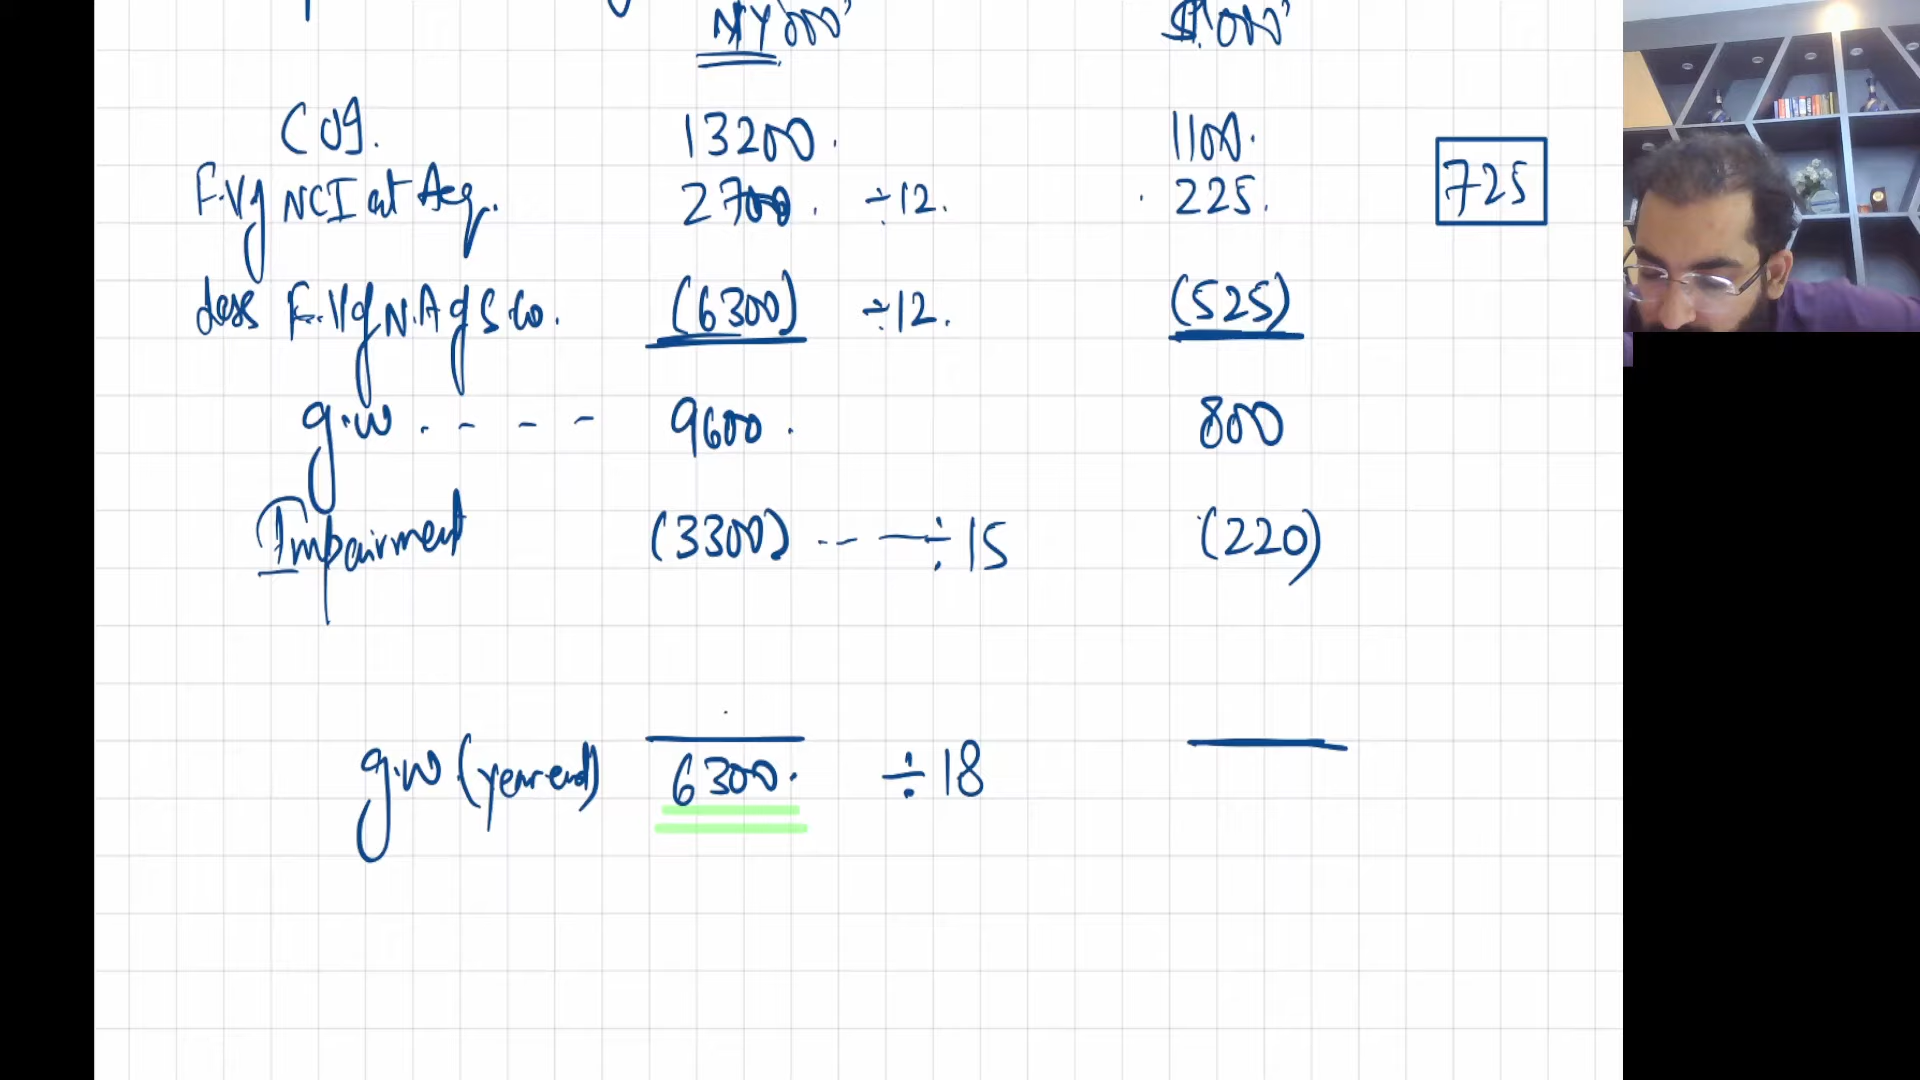 NY'000' $'000'
COI. 13200. 1100.
F.V of NCI at Acq. 2700. ÷12. 225. 725
less F.V of N.A of S.Co. (6300) ÷12. (525)
g.w. - - - 9600. 800
Impairment (3300) -- —÷15 (220)
g.w (year end) 6300. ÷18